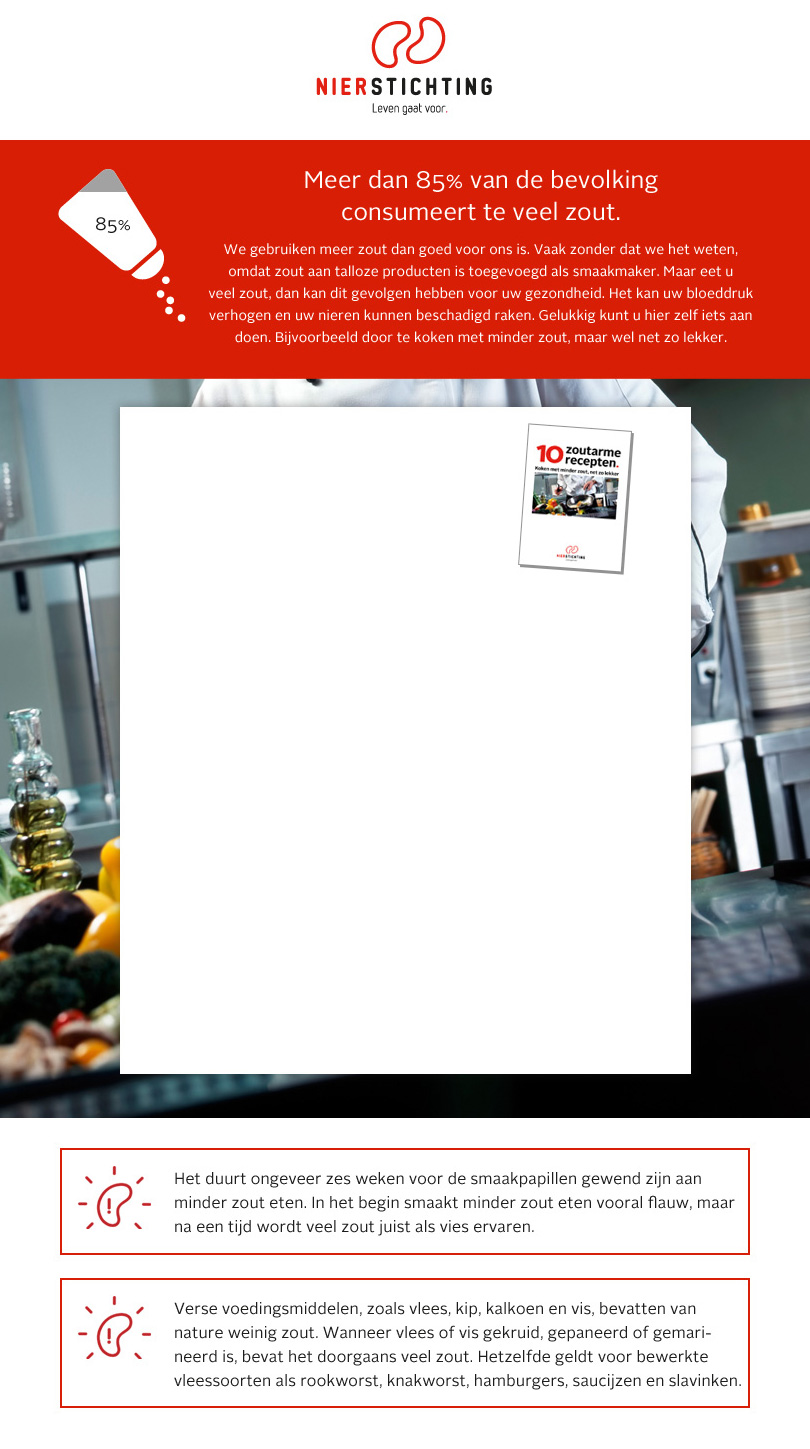 NIERSTICHTING
Leven gaat voor.
85%
Meer dan 85% van de bevolking
consumeert te veel zout.
We gebruiken meer zout dan goed voor ons is. Vaak zonder dat we het weten,
omdat zout aan talloze producten is toegevoegd als smaakmaker. Maar eet u
veel zout, dan kan dit gevolgen hebben voor uw gezondheid. Het kan uw bloeddruk
verhogen en uw nieren kunnen beschadigd raken. Gelukkig kunt u hier zelf iets aan
doen. Bijvoorbeeld door te koken met minder zout, maar wel net zo lekker.
10 zoutarme
recepten.
Koken met minder zout, net zo lekker
NIERSTICHTING
Het duurt ongeveer zes weken voor de smaakpapillen gewend zijn aan
minder zout eten. In het begin smaakt minder zout eten vooral flauw, maar
na een tijd wordt veel zout juist als vies ervaren.
Verse voedingsmiddelen, zoals vlees, kip, kalkoen en vis, bevatten van
nature weinig zout. Wanneer vlees of vis gekruid, gepaneerd of gemari-
neerd is, bevat het doorgaans veel zout. Hetzelfde geldt voor bewerkte
vleessoorten als rookworst, knakworst, hamburgers, saucijzen en slavinken.